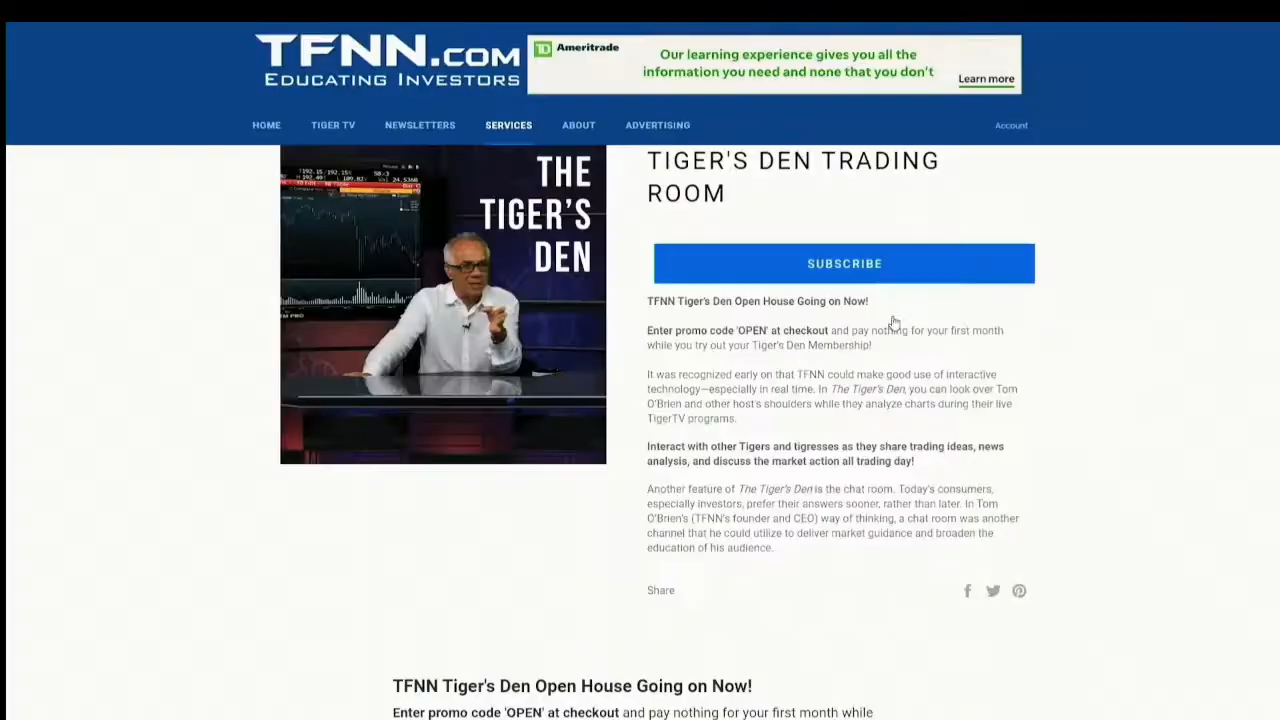 TFNN.COM
EDUCATING INVESTORS
TD Ameritrade
Our learning experience gives you all the
information you need and none that you don't
Learn more
HOME TIGER TV NEWSLETTERS SERVICES ABOUT ADVERTISING Account
THE
TIGER'S
DEN
TIGER'S DEN TRADING
ROOM
SUBSCRIBE
TFNN Tiger's Den Open House Going on Now!
Enter promo code 'OPEN' at checkout and pay nothing for your first month
while you try out your Tiger's Den Membership!
It was recognized early on that TFNN could make good use of interactive
technology—especially in real time. In The Tiger's Den, you can look over Tom
O'Brien and other host's shoulders while they analyze charts during their live
TigerTV programs.
Interact with other Tigers and tigresses as they share trading ideas, news
analysis, and discuss the market action all trading day!
Another feature of The Tiger's Den is the chat room. Today's consumers,
especially investors, prefer their answers sooner, rather than later. In Tom
O'Brien's (TFNN's founder and CEO) way of thinking, a chat room was another
channel that he could utilize to deliver market guidance and broaden the
education of his audience.
Share
TFNN Tiger's Den Open House Going on Now!
Enter promo code 'OPEN' at checkout and pay nothing for your first month while